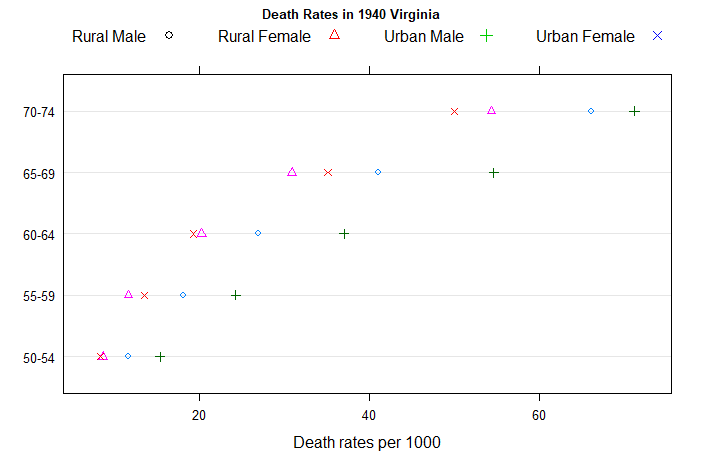 Death Rates in 1940 Virginia
Rural Male Rural Female Urban Male Urban Female
70-74
65-69
60-64
55-59
50-54
20 40 60
Death rates per 1000